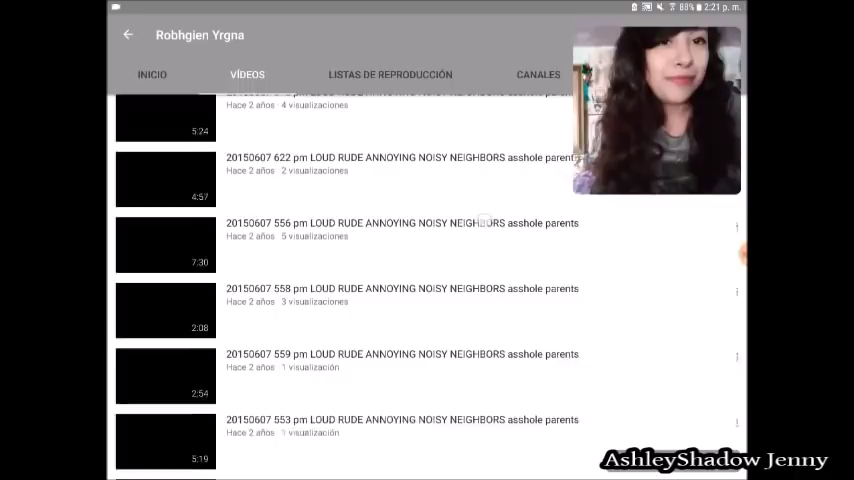 88% 2:21 p. m.
Robhgien Yrgna
INICIO VÍDEOS LISTAS DE REPRODUCCIÓN CANALES
Hace 2 años · 4 visualizaciones
5:24
20150607 622 pm LOUD RUDE ANNOYING NOISY NEIGHBORS asshole parents
Hace 2 años · 2 visualizaciones
4:57
20150607 556 pm LOUD RUDE ANNOYING NOISY NEIGHBORS asshole parents
Hace 2 años · 5 visualizaciones
7:30
20150607 558 pm LOUD RUDE ANNOYING NOISY NEIGHBORS asshole parents
Hace 2 años · 3 visualizaciones
2:08
20150607 559 pm LOUD RUDE ANNOYING NOISY NEIGHBORS asshole parents
Hace 2 años · 1 visualización
2:54
20150607 553 pm LOUD RUDE ANNOYING NOISY NEIGHBORS asshole parents
Hace 2 años · 1 visualización
5:19
AshleyShadow Jenny